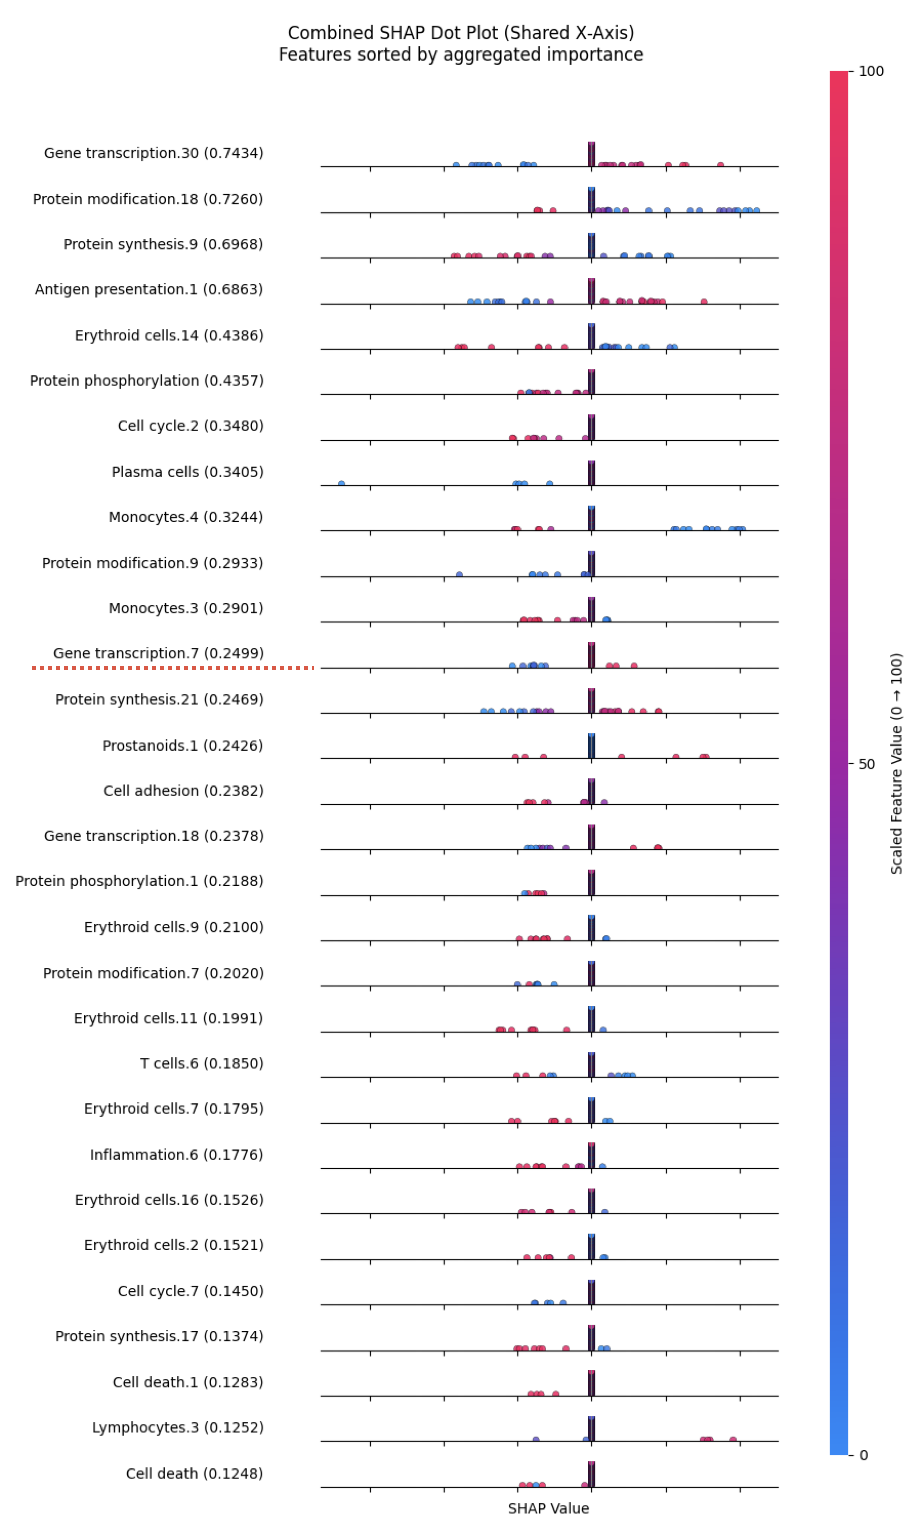 Combined SHAP Dot Plot (Shared X-Axis)
Features sorted by aggregated importance
100
Gene transcription.30 (0.7434)
Protein modification.18 (0.7260)
Protein synthesis.9 (0.6968)
Antigen presentation.1 (0.6863)
Erythroid cells.14 (0.4386)
Protein phosphorylation (0.4357)
Cell cycle.2 (0.3480)
Plasma cells (0.3405)
Monocytes.4 (0.3244)
Protein modification.9 (0.2933)
Monocytes.3 (0.2901)
Gene transcription.7 (0.2499)
Protein synthesis.21 (0.2469)
Prostanoids.1 (0.2426)
50
Scaled Feature Value (0 → 100)
Cell adhesion (0.2382)
Gene transcription.18 (0.2378)
Protein phosphorylation.1 (0.2188)
Erythroid cells.9 (0.2100)
Protein modification.7 (0.2020)
Erythroid cells.11 (0.1991)
T cells.6 (0.1850)
Erythroid cells.7 (0.1795)
Inflammation.6 (0.1776)
Erythroid cells.16 (0.1526)
Erythroid cells.2 (0.1521)
Cell cycle.7 (0.1450)
Protein synthesis.17 (0.1374)
Cell death.1 (0.1283)
Lymphocytes.3 (0.1252)
0
Cell death (0.1248)
SHAP Value